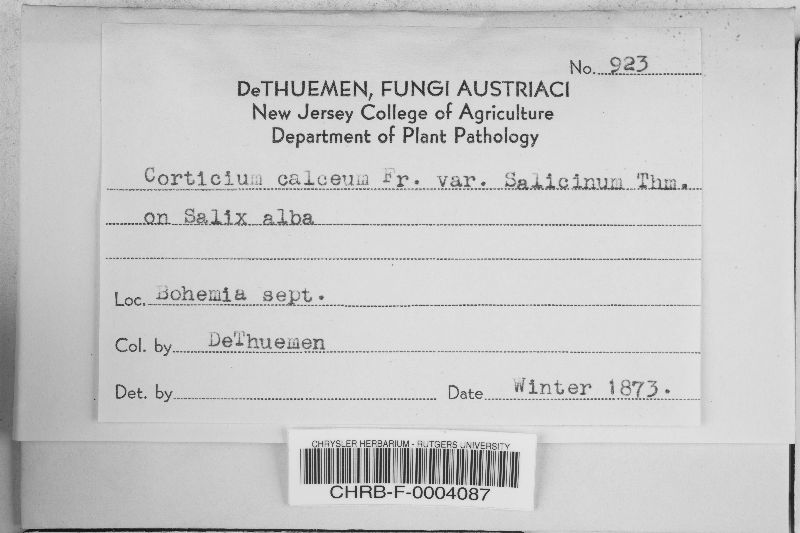 No. 923
DeTHUEMEN, FUNGI AUSTRIACI
New Jersey College of Agriculture
Department of Plant Pathology
Corticium calceum Fr. var. Salicinum Thm.
on Salix alba
Loc. Bohemia sept.
Col. by DeThuemen
Det. by Date Winter 1873.
CHRYSLER HERBARIUM - RUTGERS UNIVERSITY
CHRB-F-0004087